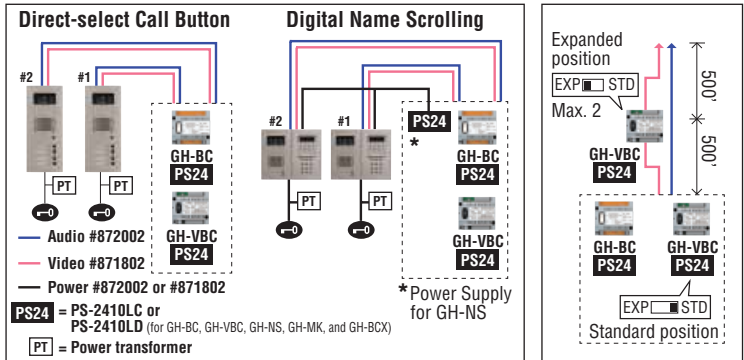 Direct-select Call Button
#2
#1
GH-BC
PS24
PT
PT
GH-VBC
PS24
Audio #872002
Video #871802
Power #872002 or #871802
PS24 = PS-2410LC or
PS-2410LD (for GH-BC, GH-VBC, GH-NS, GH-MK, and GH-BCX)
PT = Power transformer
Digital Name Scrolling
#2
#1
PS24
*
GH-BC
PS24
PT
PT
GH-VBC
PS24
*Power Supply
for GH-NS
Expanded
position
EXP STD
Max. 2
500'
GH-VBC
PS24
500'
GH-BC
PS24
GH-VBC
PS24
EXP STD
Standard position